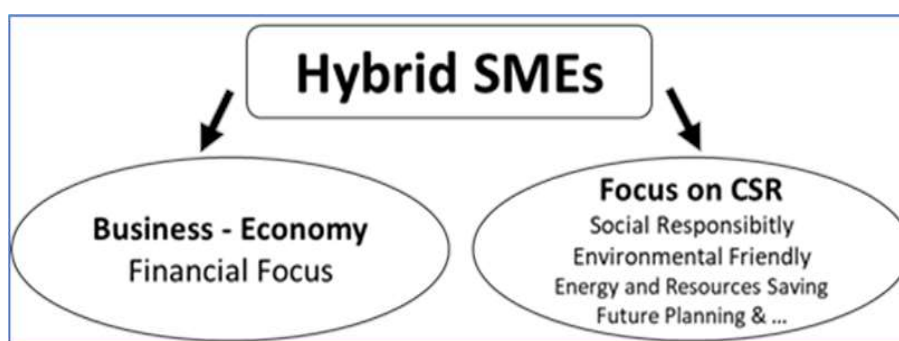 Hybrid SMEs
Business - Economy
Financial Focus
Focus on CSR
Social Responsibitly
Environmental Friendly
Energy and Resources Saving
Future Planning & ...